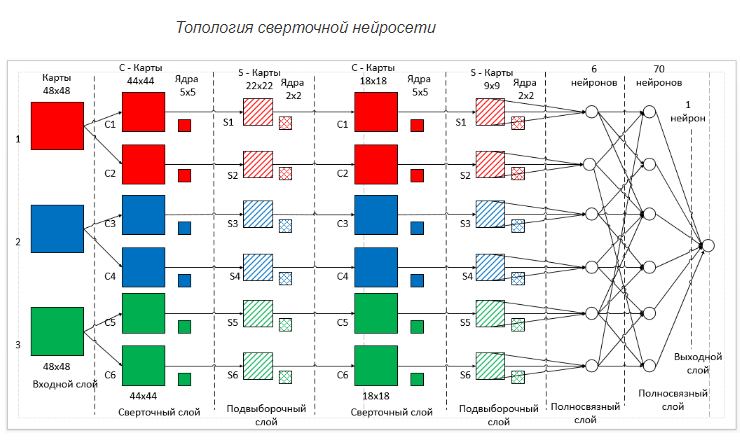 Топология сверточной нейросети
Карты
48x48
C - Карты
44x44
Ядра
5x5
S - Карты
22x22
Ядра
2x2
C - Карты
18x18
Ядра
5x5
S - Карты
9x9
Ядра
2x2
6
нейронов
70
нейронов
1
нейрон
1
C1
S1
C1
S1
C2
S2
C2
S2
2
C3
S3
C3
S3
C4
S4
C4
S4
3
C5
S5
C5
S5
C6
S6
C6
S6
48x48
Входной слой
44x44
Сверточный слой
Подвыборочный
слой
18x18
Сверточный слой
Подвыборочный
слой
Полносвязный
слой
Полносвязный
слой
Выходной
слой